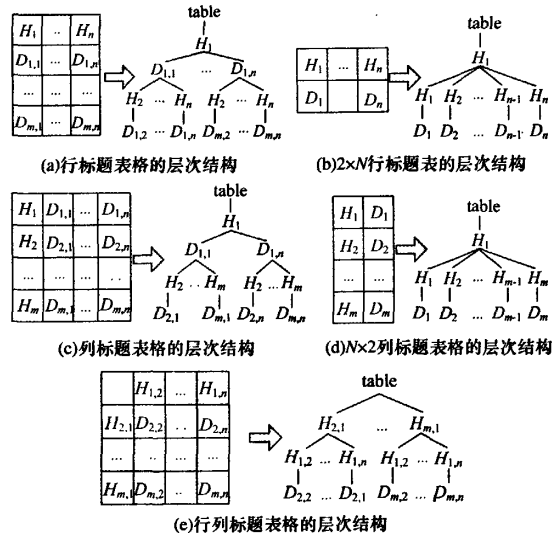 table
H1 .. Hn
H1
D1,1 ... D1,n
D1,1 ... D1,n
... ... ...
H2 ... Hn H2 ... Hn
Dm,1 Dm,n
D1,2 ... D1,n Dm,2 ... Dm,n
(a)行标题表格的层次结构
table
H1 ... Hn
H1
D1 Dn
H1 H2 ... Hn-1 Hn
D1 D2 ... Dn-1 Dn
(b)2×N行标题表的层次结构
table
H1 D1,1 ... D1,n
H1
H2 D2,1 ... D2,n
D1,1 D1,n
... ... ... ..
H2 ... Hm H2 ... Hm
Hm Dm,1 ... Dm,n
D2,1 Dm,1 D2,n Dm,n
(c)列标题表格的层次结构
table
H1 D1
H1
H2 D2
... ...
H1 H2 ... Hm-1 Hm
Hm Dm
D1 D2 ... Dm-1 Dm
(d)N×2列标题表格的层次结构
table
H1,2 ... H1,n
H2,1 D2,2 .. D2,n
H2,1 ... Hm,1
... ... ... ...
H1,2 ... H1,n H1,2 ... H1,n
Hm,1 Dm,2 .. Dm,n
D2,2 ... D2,1 Dm,2 ... Dm,n
(e)行列标题表格的层次结构